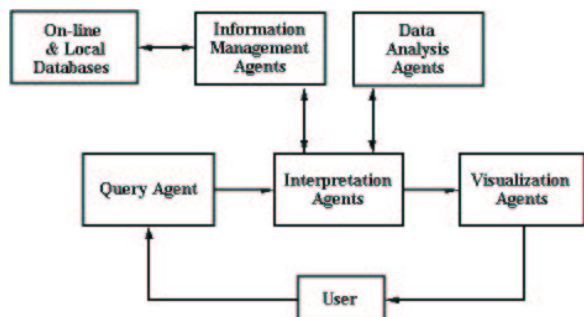 On-line
& Local
Databases
Information
Management
Agents
Data
Analysis
Agents
Query Agent
Interpretation
Agents
Visualization
Agents
User